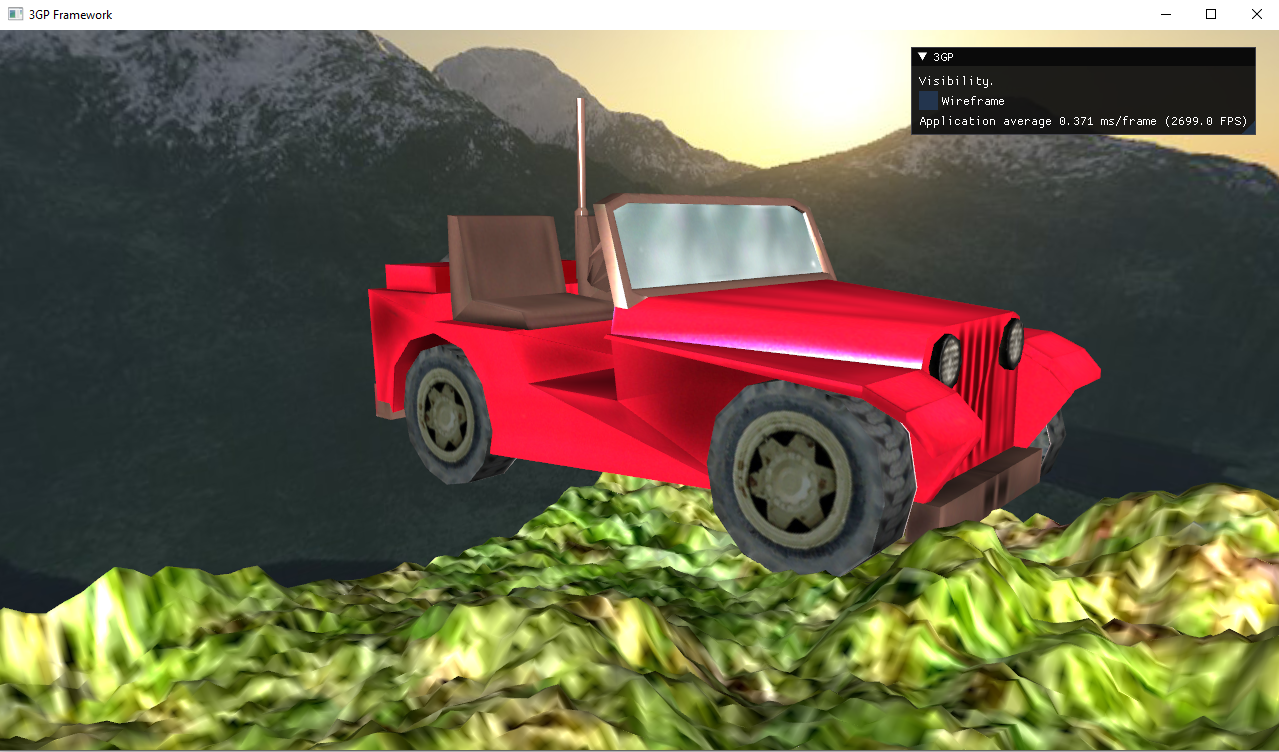 3GP Framework
3GP
Visibility.
Wireframe
Application average 0.371 ms/frame (2699.0 FPS)